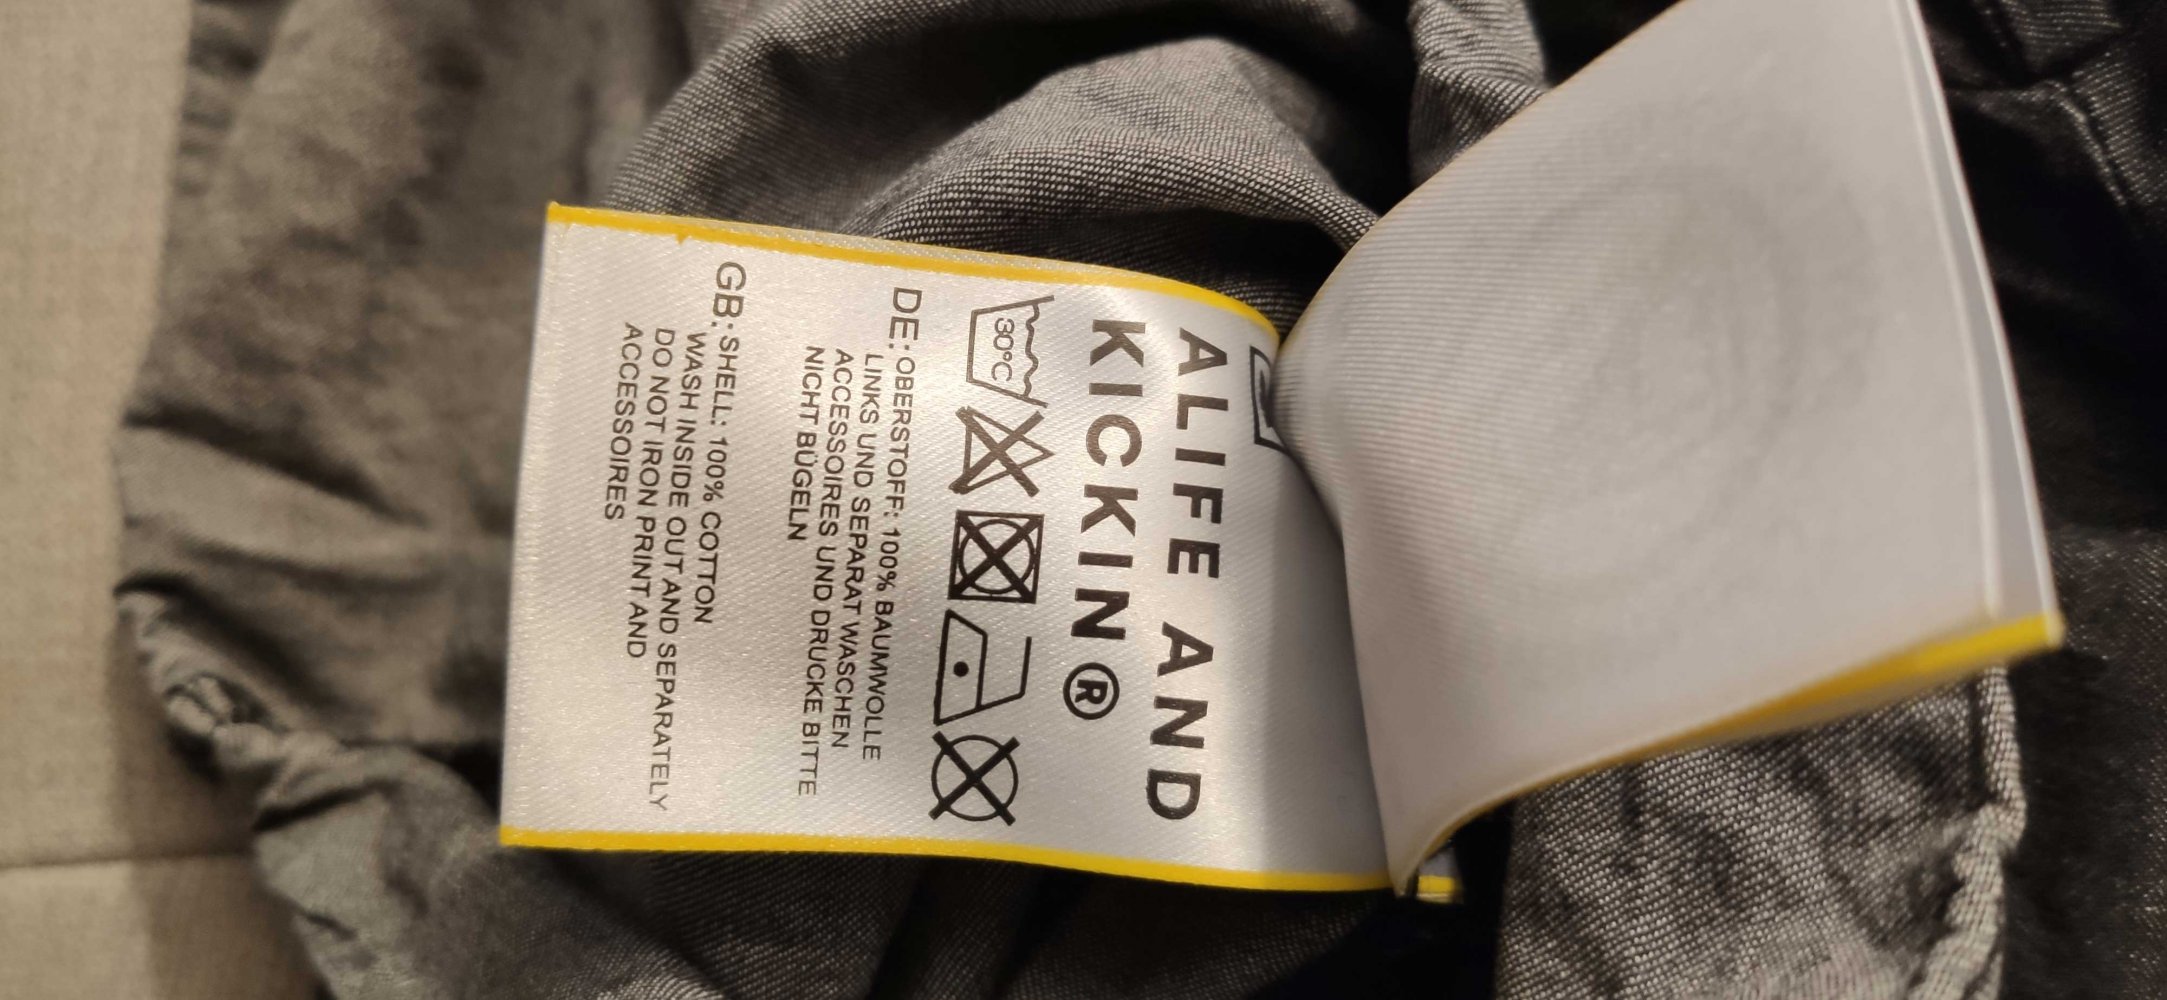 ALIFE AND
KICKIN®
30°C
DE: OBERSTOFF: 100% BAUMWOLLE
LINKS UND SEPARAT WASCHEN
ACCESSOIRES UND DRUCKE BITTE
NICHT BÜGELN
GB: SHELL: 100% COTTON
WASH INSIDE OUT AND SEPARATELY
DO NOT IRON PRINT AND
ACCESSOIRES